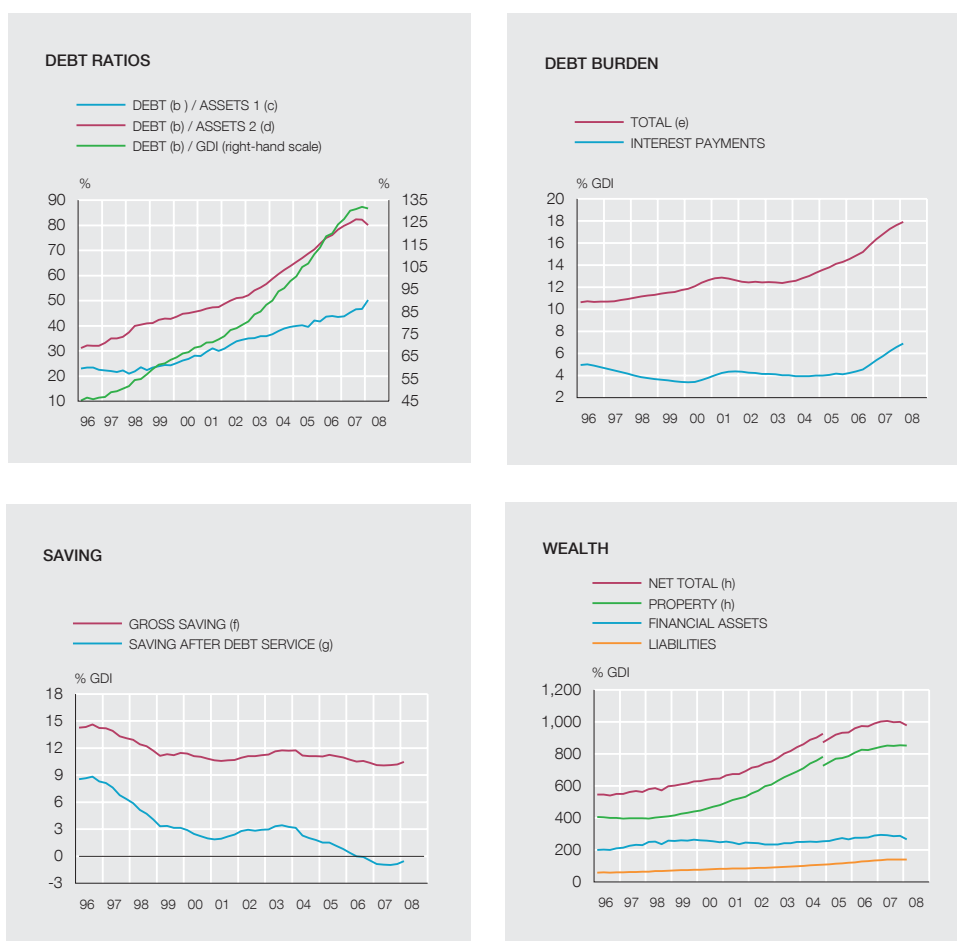 DEBT RATIOS
DEBT (b ) / ASSETS 1 (c)
DEBT (b) / ASSETS 2 (d)
DEBT (b) / GDI (right-hand scale)
% %
90 135
80 125
70 115
60 105
50 95
40 85
30 75
20 65
10 55
45
96 97 98 99 00 01 02 03 04 05 06 07 08
DEBT BURDEN
TOTAL (e)
INTEREST PAYMENTS
% GDI
20
18
16
14
12
10
8
6
4
2
96 97 98 99 00 01 02 03 04 05 06 07 08
SAVING
GROSS SAVING (f)
SAVING AFTER DEBT SERVICE (g)
% GDI
18
15
12
9
6
3
0
-3
96 97 98 99 00 01 02 03 04 05 06 07 08
WEALTH
NET TOTAL (h)
PROPERTY (h)
FINANCIAL ASSETS
LIABILITIES
% GDI
1,200
1,000
800
600
400
200
0
96 97 98 99 00 01 02 03 04 05 06 07 08